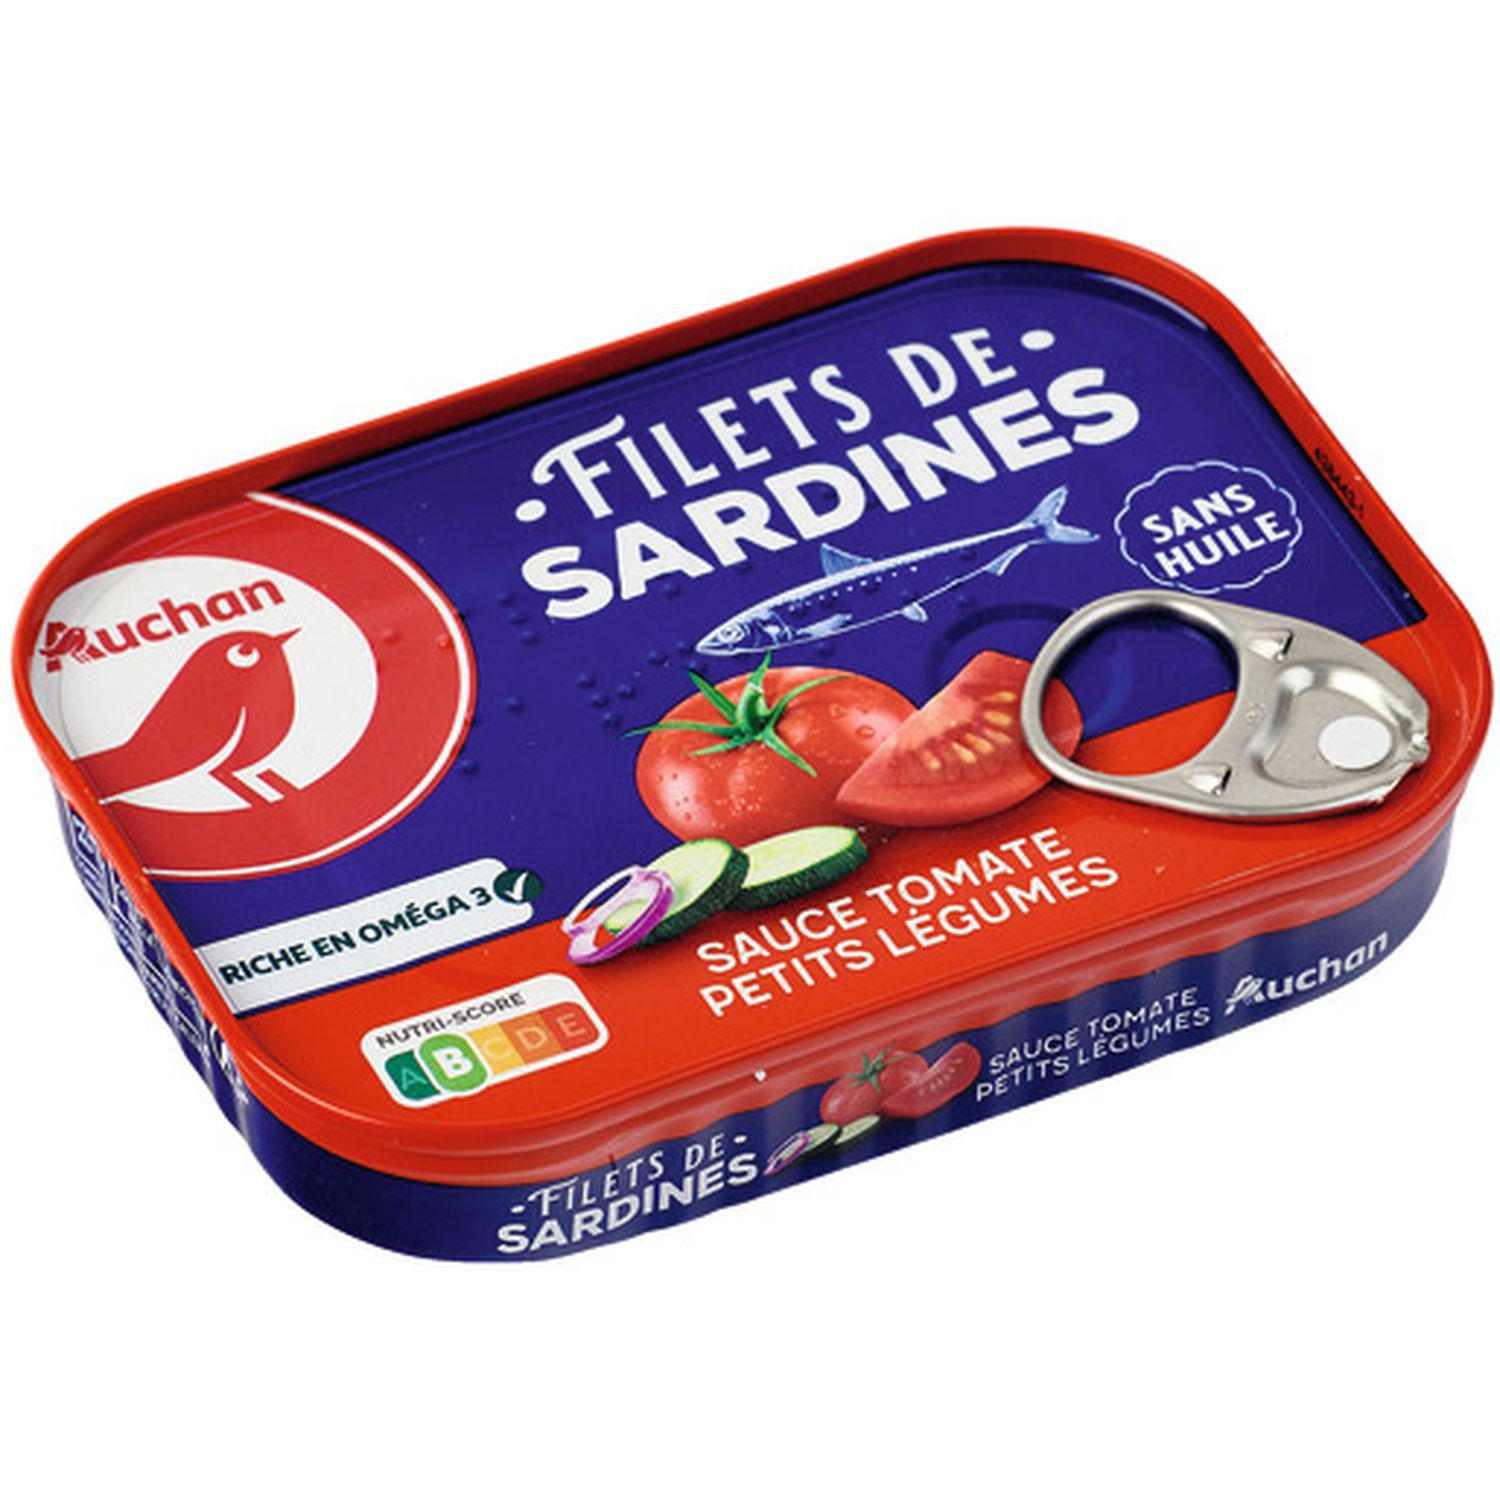 • FILETS DE •
SARDINES
SANS
HUILE
Auchan
RICHE EN OMÉGA 3
SAUCE TOMATE
PETITS LÉGUMES
NUTRI-SCORE
A B C D E
- FILETS DE •
SARDINES
SAUCE TOMATE
PETITS LÉGUMES
Auchan